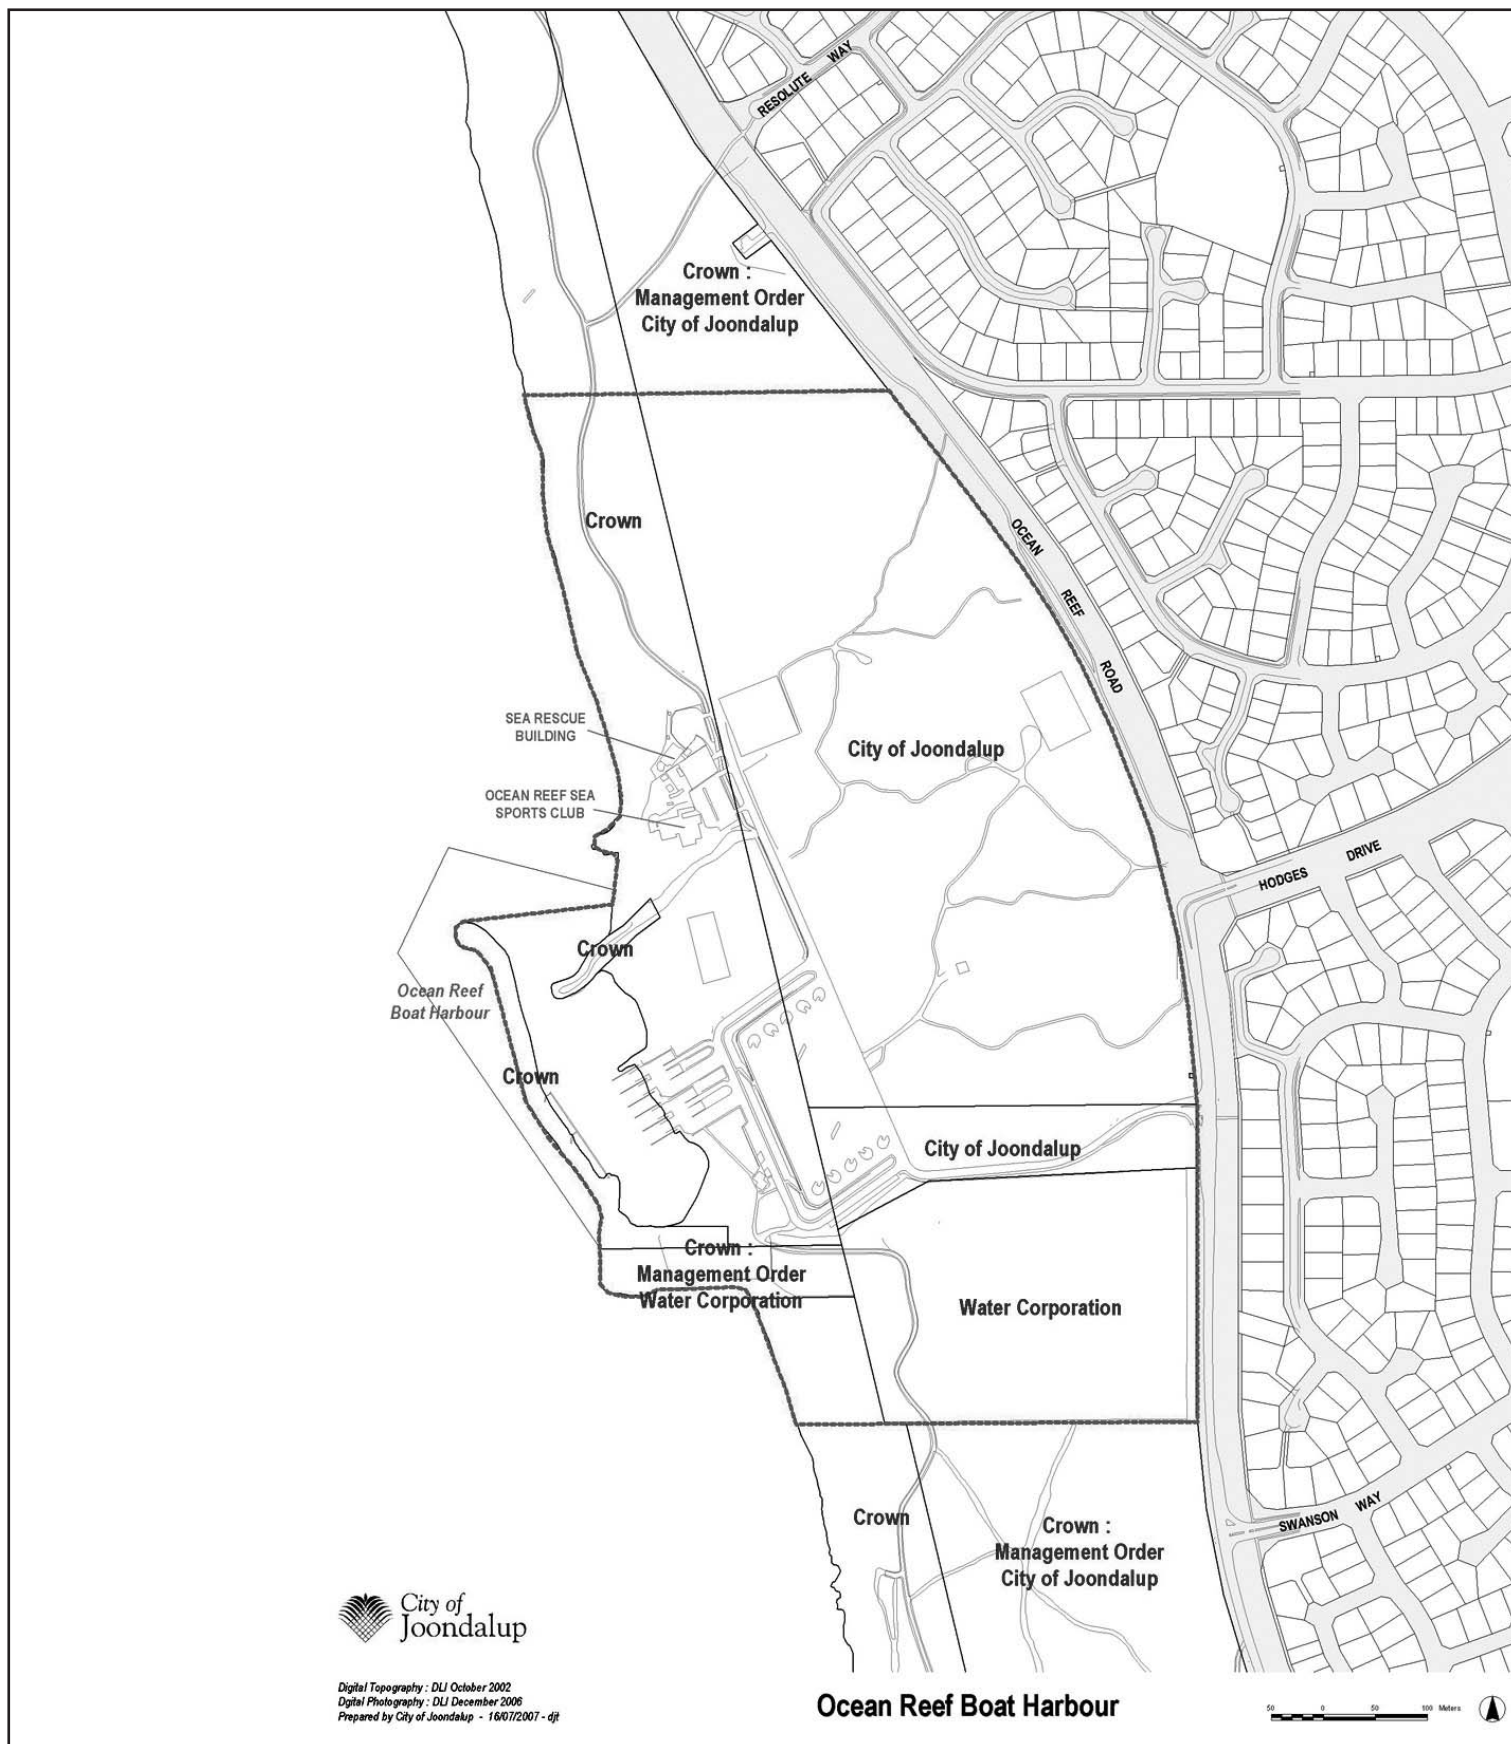 RESOLUTE WAY
Crown :
Management Order
City of Joondalup
Crown
OCEAN REEF ROAD
SEA RESCUE
BUILDING
City of Joondalup
OCEAN REEF SEA
SPORTS CLUB
HODGES DRIVE
Crown
Ocean Reef
Boat Harbour
Crown
City of Joondalup
Crown :
Management Order
Water Corporation
Water Corporation
Crown
SWANSON WAY
Crown :
Management Order
City of Joondalup
City of
Joondalup
Digital Topography : DLI October 2002
Dgital Photography : DLI December 2006
Prepared by City of Joondalup - 16/07/2007 - djt
Ocean Reef Boat Harbour
50 0 50 100 Meters